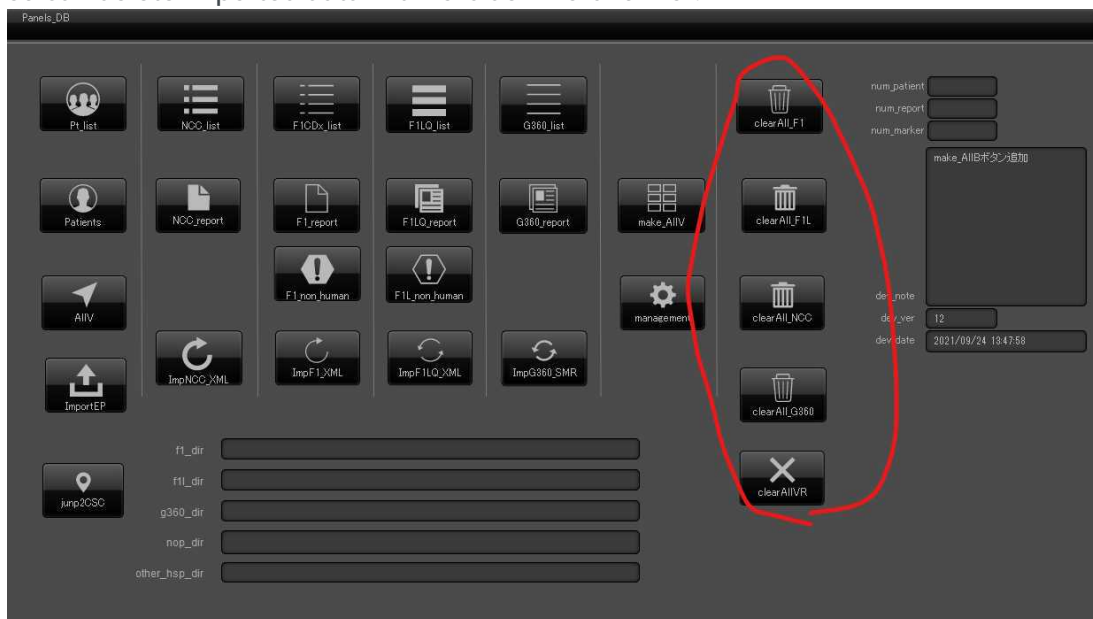 Panels_DB
Pt_list
NCC_list
F1CDx_list
F1LQ_list
G360_list
clearAll_F1
num_patient
num_report
num_marker
make_AllBボタン追加
Patients
NCC_report
F1_report
F1LQ_report
G360_report
make_AllV
clearAll_F1L
F1_non_human
F1L_non_human
AllV
management
clearAll_NCC
dev_note
dev_ver
12
dev_date
2021/09/24 13:47:58
ImpNCC_XML
ImpF1_XML
ImpF1LQ_XML
ImpG360_SMR
ImportEP
clearAll_G360
f1_dir
junp2CSC
f1l_dir
clearAllVR
g360_dir
nop_dir
other_hsp_dir